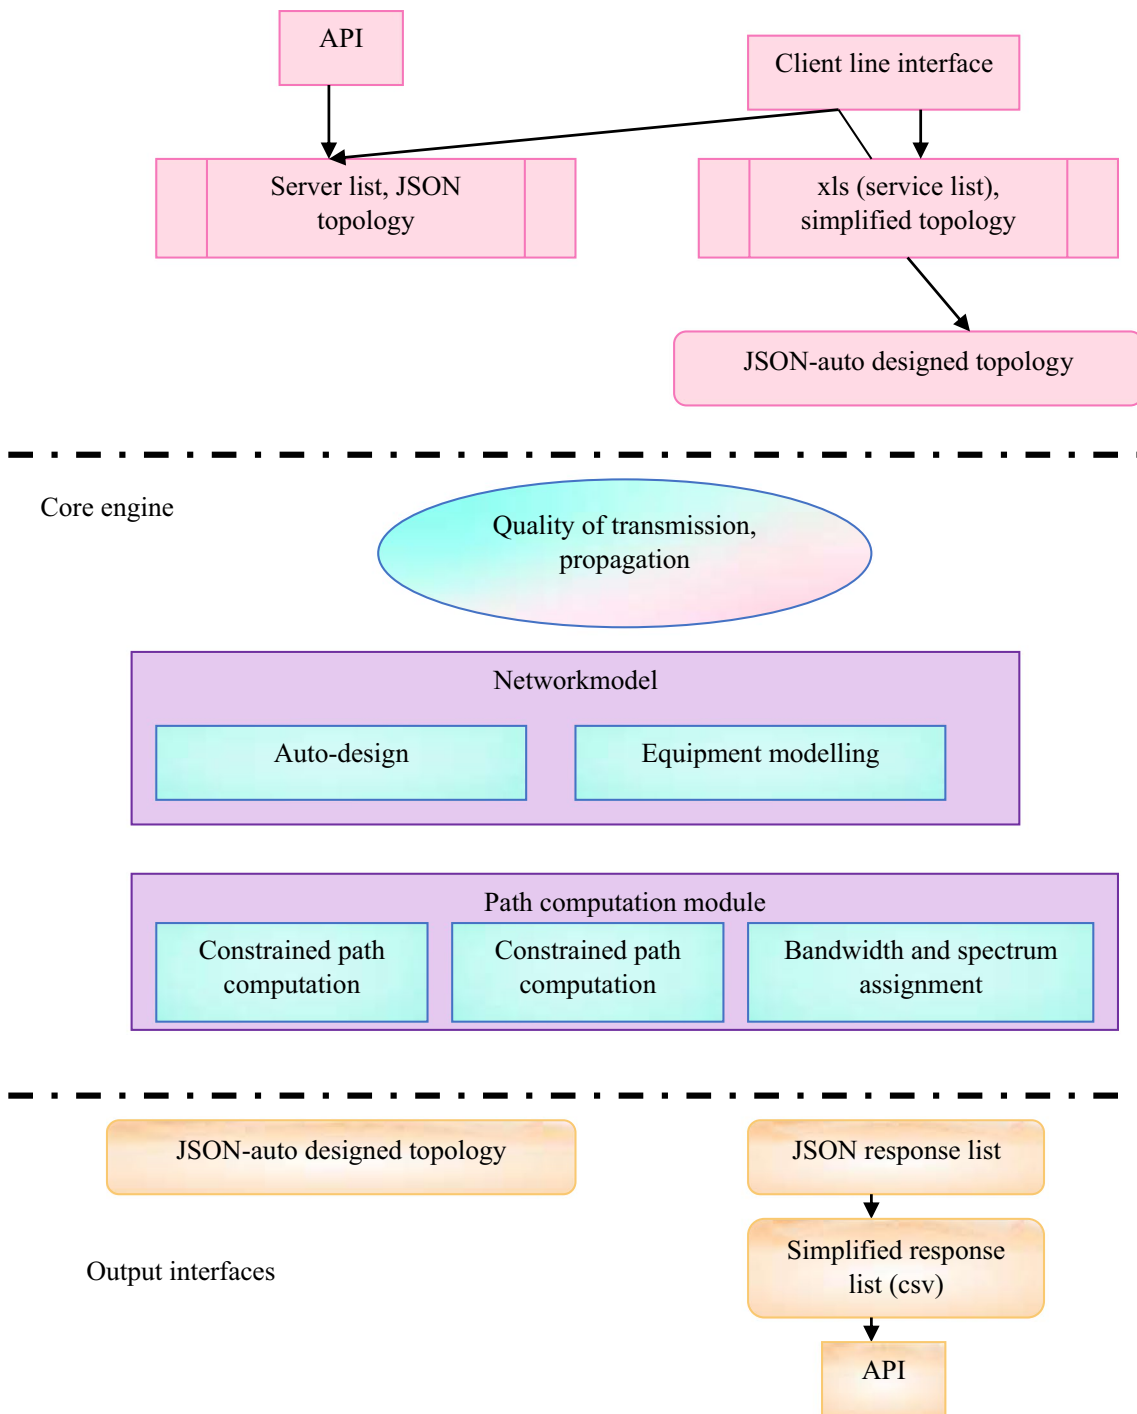 API
Client line interface
Server list, JSON
topology
xls (service list),
simplified topology
JSON-auto designed topology
Core engine
Quality of transmission,
propagation
Networkmodel
Auto-design
Equipment modelling
Path computation module
Constrained path
computation
Constrained path
computation
Bandwidth and spectrum
assignment
JSON-auto designed topology
JSON response list
Simplified response
list (csv)
Output interfaces
API